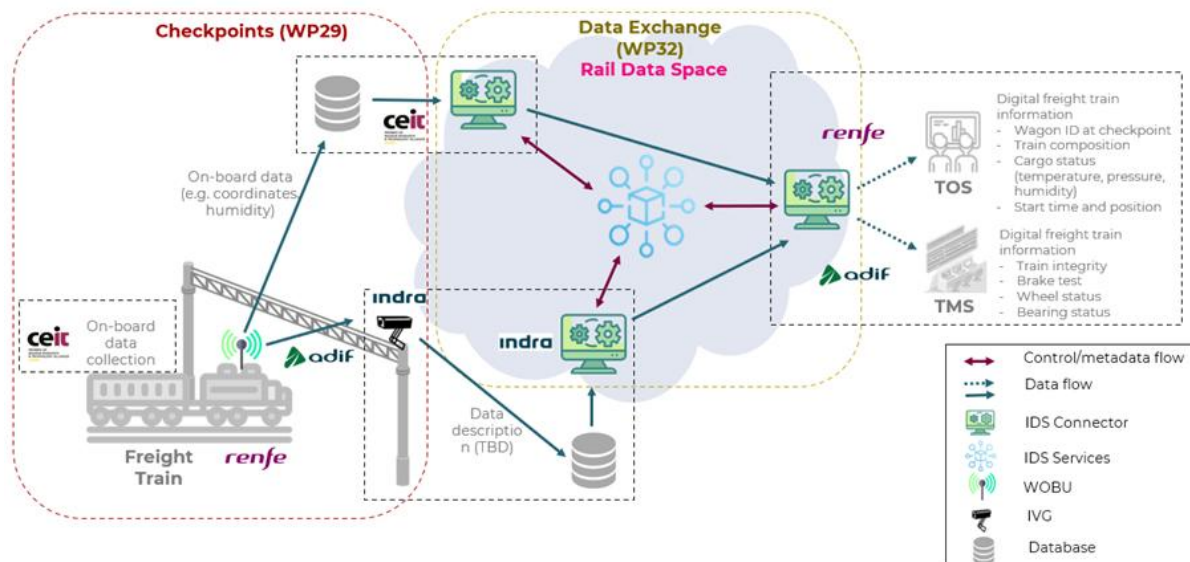 Checkpoints (WP29)
Data Exchange
(WP32)
Rail Data Space
ceit
On-board data
(e.g. coordinates,
humidity)
renfe
Digital freight train
information
- Wagon ID at checkpoint
- Train composition
- Cargo status
(temperature, pressure,
humidity)
- Start time and position
TOS
adif
Digital freight train
information
- Train integrity
- Brake test
- Wheel status
- Bearing status
TMS
ceit
On-board
data
collection
adif
indra
indra
Freight
Train
renfe
Data
descriptio
n (TBD)
Control/metadata flow
Data flow
IDS Connector
IDS Services
WOBU
IVG
Database